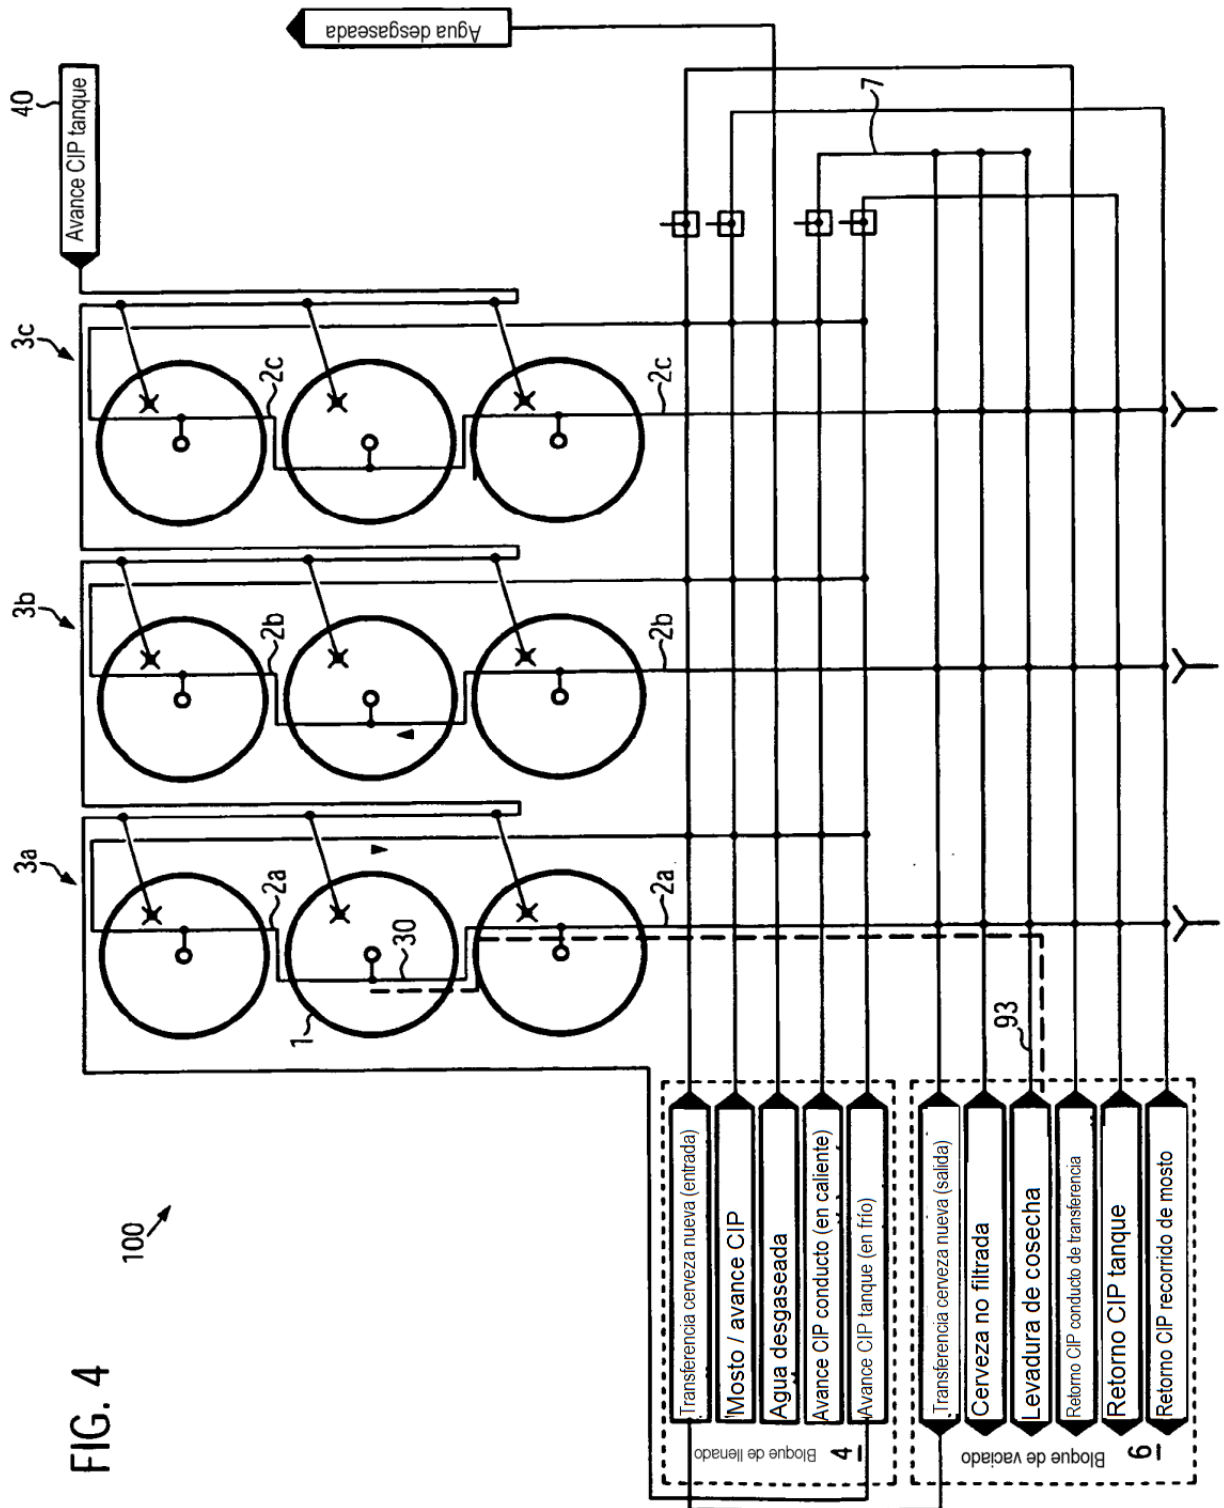 FIG. 4
100
40
Avance CIP tanque
Agua desgaseada
3a
3b
3c
2a
2b
2c
1
30
2a
2b
2c
7
93
Transferencia cerveza nueva (entrada)
Mosto / avance CIP
Agua desgaseada
Avance CIP conducto (en caliente)
Avance CIP tanque (en frío)
Bloque de llenado
4
Transferencia cerveza nueva (salida)
Cerveza no filtrada
Levadura de cosecha
Retorno CIP conducto de transferencia
Retorno CIP tanque
Retorno CIP recorrido de mosto
Bloque de vaciado
6